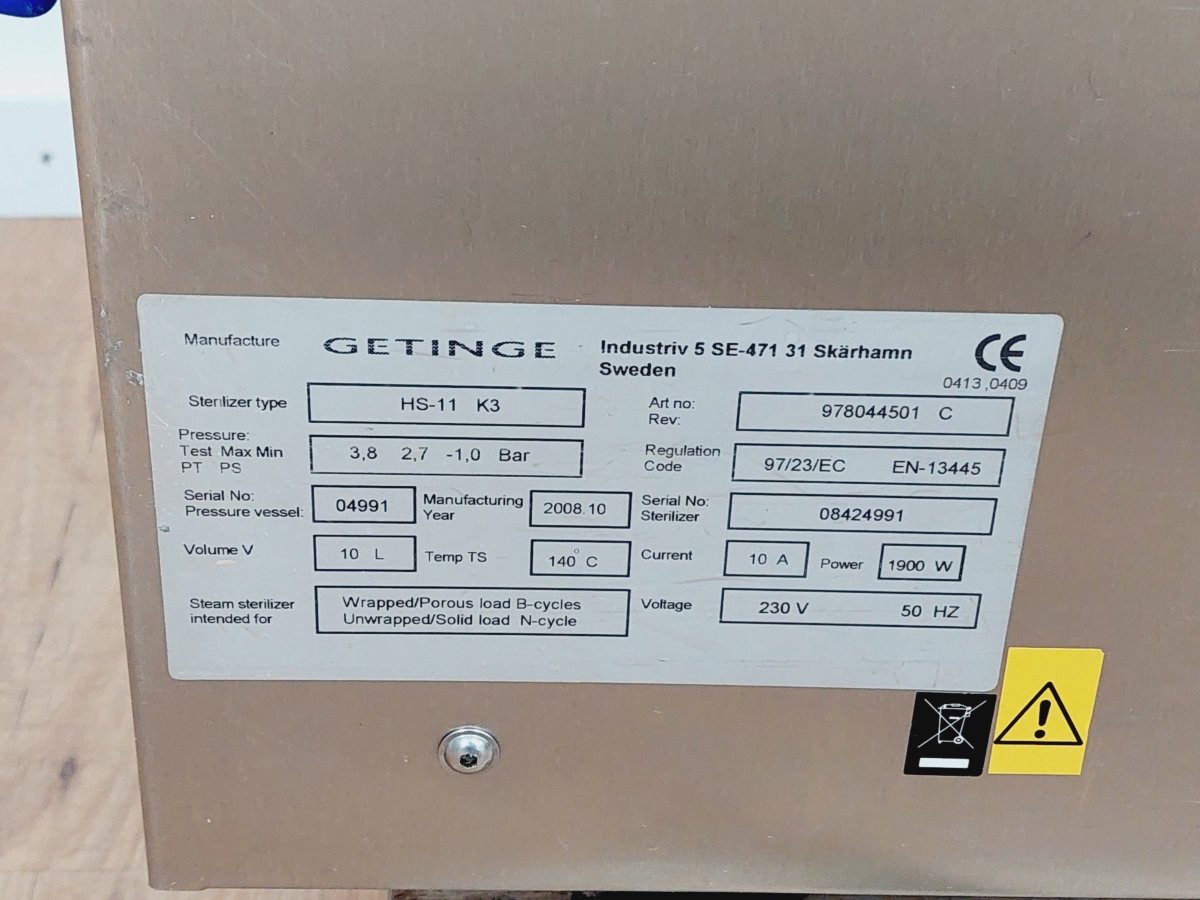 Manufacture GETINGE Industriv 5 SE-471 31 Skärhamn
Sweden
CE
0413 ,0409
Sterilizer type HS-11 K3
Art no:
Rev: 978044501 C
Pressure:
Test Max Min
PT PS
3,8 2,7 -1,0 Bar
Regulation
Code
97/23/EC EN-13445
Serial No:
Pressure vessel: 04991
Manufacturing
Year 2008.10
Serial No:
Sterilizer 08424991
Volume V 10 L
Temp TS 140°C
Current 10 A
Power 1900 W
Steam sterilizer
intended for
Wrapped/Porous load B-cycles
Unwrapped/Solid load N-cycle
Voltage 230 V 50 HZ